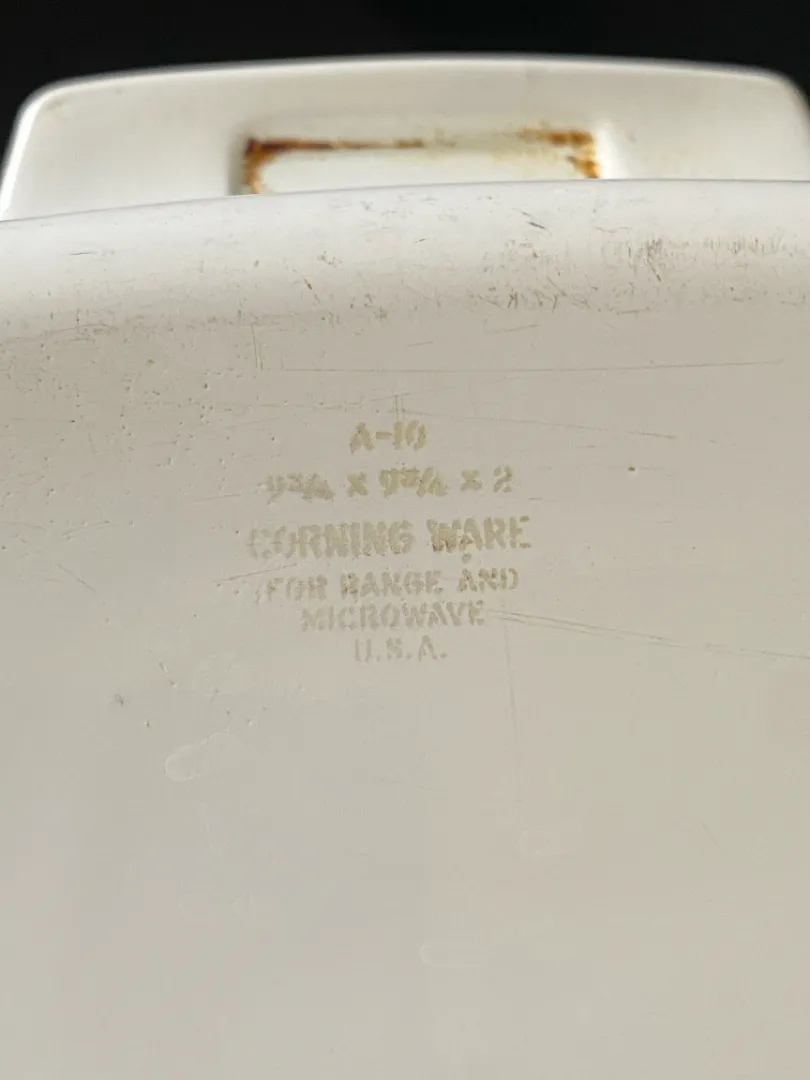 A-10
9¾ x 9¾ x 2
CORNING WARE
FOR RANGE AND
MICROWAVE
U.S.A.